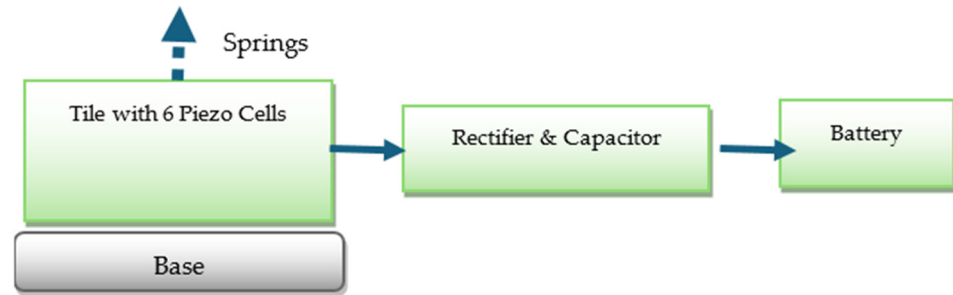 Springs
Tile with 6 Piezo Cells
Rectifier & Capacitor
Battery
Base